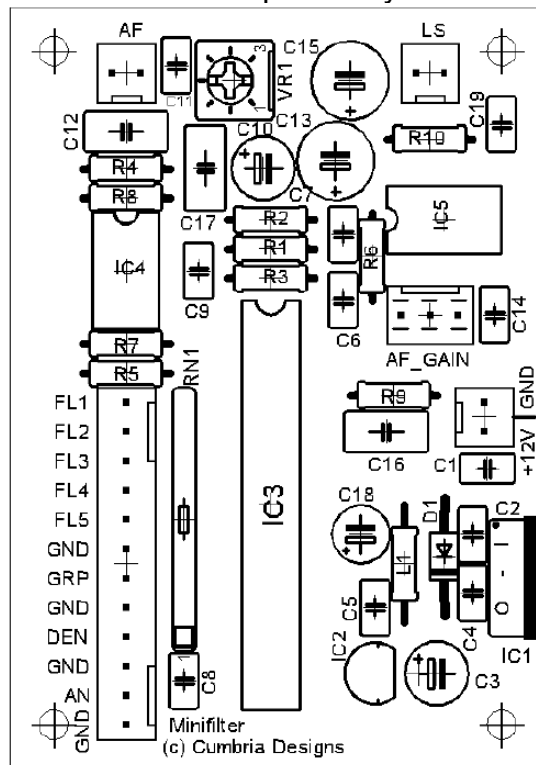 AF
C11
3
1
VR1
C15
LS
C19
C12
C10
C13
R10
R4
R8
C17
C7
R2
R1
R3
R6
IC5
IC4
C9
C6
AF_GAIN
C14
R7
R5
RN1
FL1
FL2
FL3
FL4
FL5
GND
GRP
GND
DEN
GND
AN
GND
IC3
R9
C16
C1
GND
+12V
C18
D1
C2
L1
I
-
O
C5
C4
IC1
IC2
C3
1
C8
Minifilter
(c) Cumbria Designs